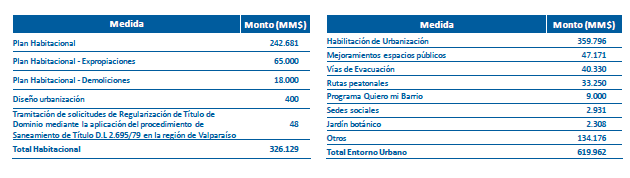 Medida Monto (MM$)
Plan Habitacional 242.681
Plan Habitacional - Expropiaciones 65.000
Plan Habitacional - Demoliciones 18.000
Diseño urbanización 400
Tramitación de solicitudes de Regularización de Título de
Dominio mediante la aplicación del procedimiento de 48
Saneamiento de Título D.L 2.695/79 en la región de Valparaíso
Total Habitacional 326.129
Medida Monto (MM$)
Habilitación de Urbanización 359.796
Mejoramientos espacios públicos 47.171
Vías de Evacuación 40.330
Rutas peatonales 33.250
Programa Quiero mi Barrio 9.000
Sedes sociales 2.931
Jardín botánico 2.308
Otros 134.176
Total Entorno Urbano 619.962